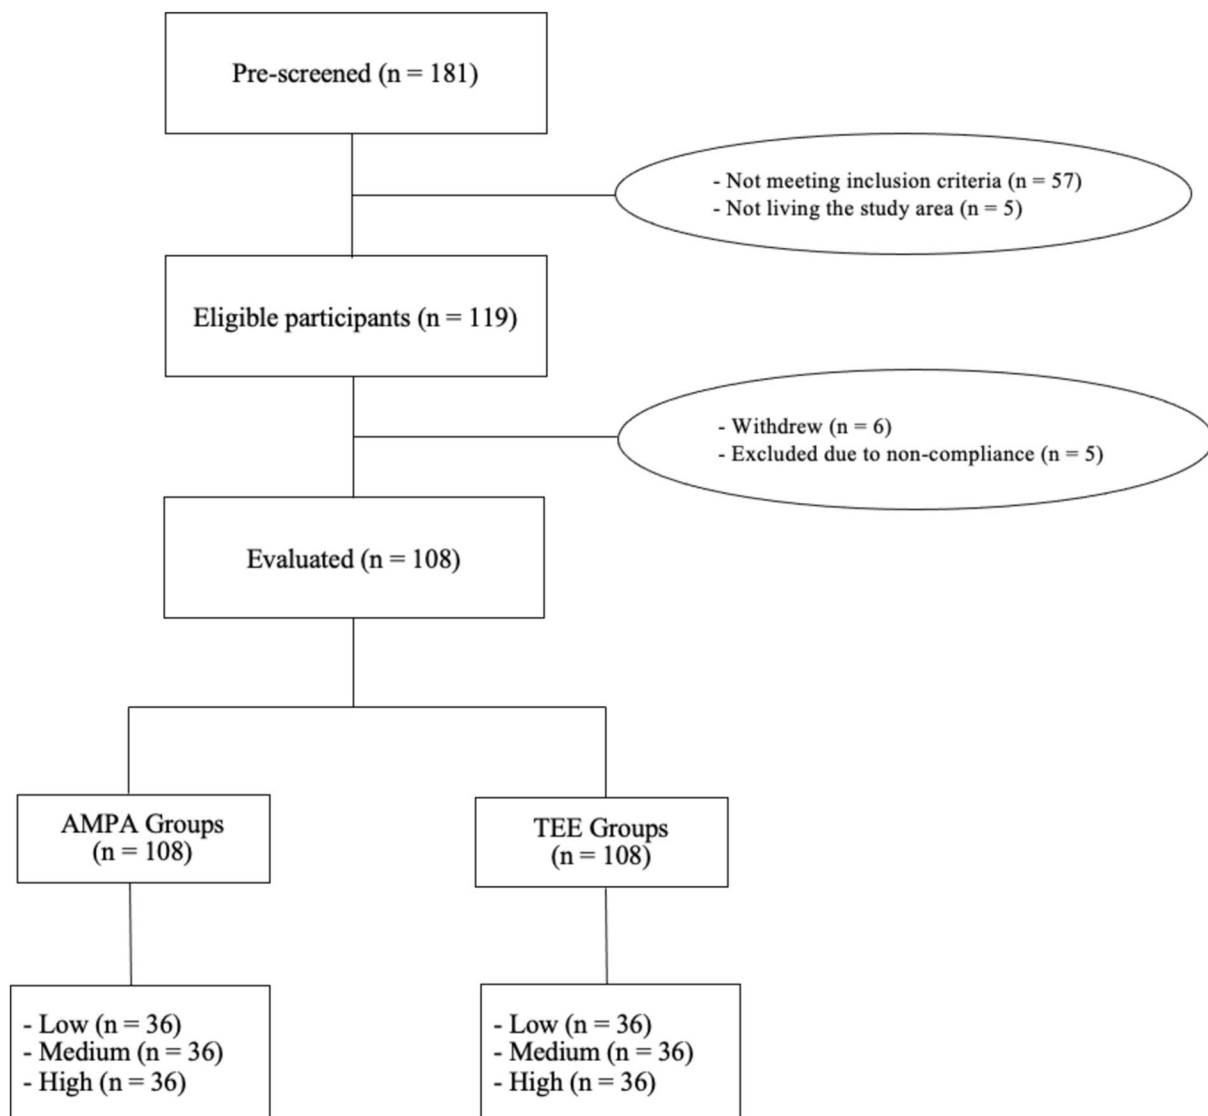 Pre-screened (n = 181)
- Not meeting inclusion criteria (n = 57)
- Not living the study area (n = 5)
Eligible participants (n = 119)
- Withdrew (n = 6)
- Excluded due to non-compliance (n = 5)
Evaluated (n = 108)
AMPA Groups
(n = 108)
TEE Groups
(n = 108)
- Low (n = 36)
- Medium (n = 36)
- High (n = 36)
- Low (n = 36)
- Medium (n = 36)
- High (n = 36)